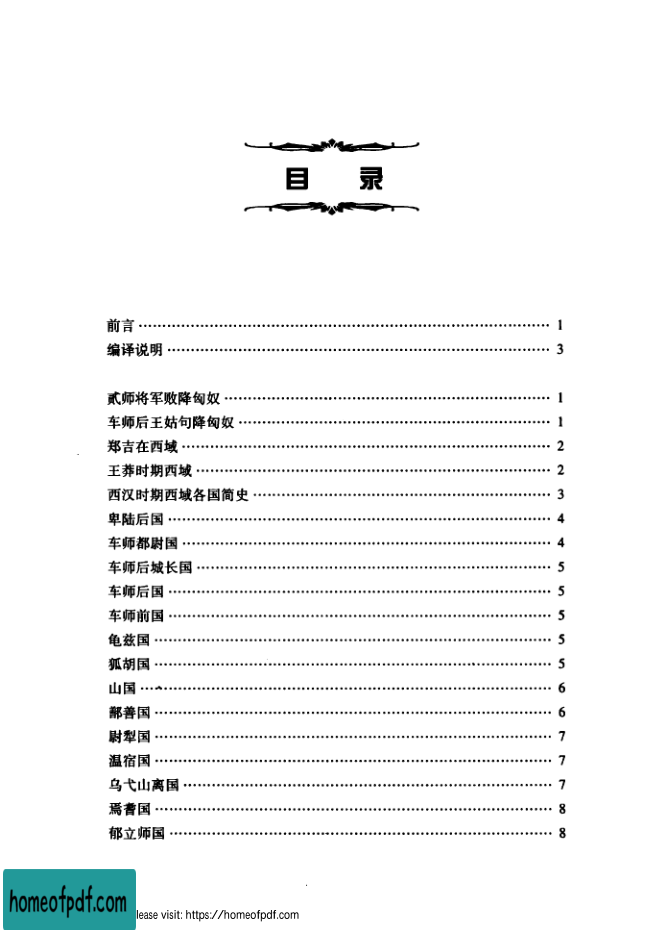 目 录
前言 …… 1
编译说明 …… 3
贰师将军败降匈奴 …… 1
车师后王姑句降匈奴 …… 1
郑吉在西域 …… 2
王莽时期西域 …… 2
西汉时期西域各国简史 …… 3
卑陆后国 …… 4
车师都尉国 …… 4
车师后城长国 …… 5
车师后国 …… 5
车师前国 …… 5
龟兹国 …… 5
狐胡国 …… 5
山国 …… 6
鄯善国 …… 6
尉犁国 …… 7
温宿国 …… 7
乌弋山离国 …… 7
焉耆国 …… 8
郁立师国 …… 8
homeofpdf.com
lease visit: https://homeofpdf.com